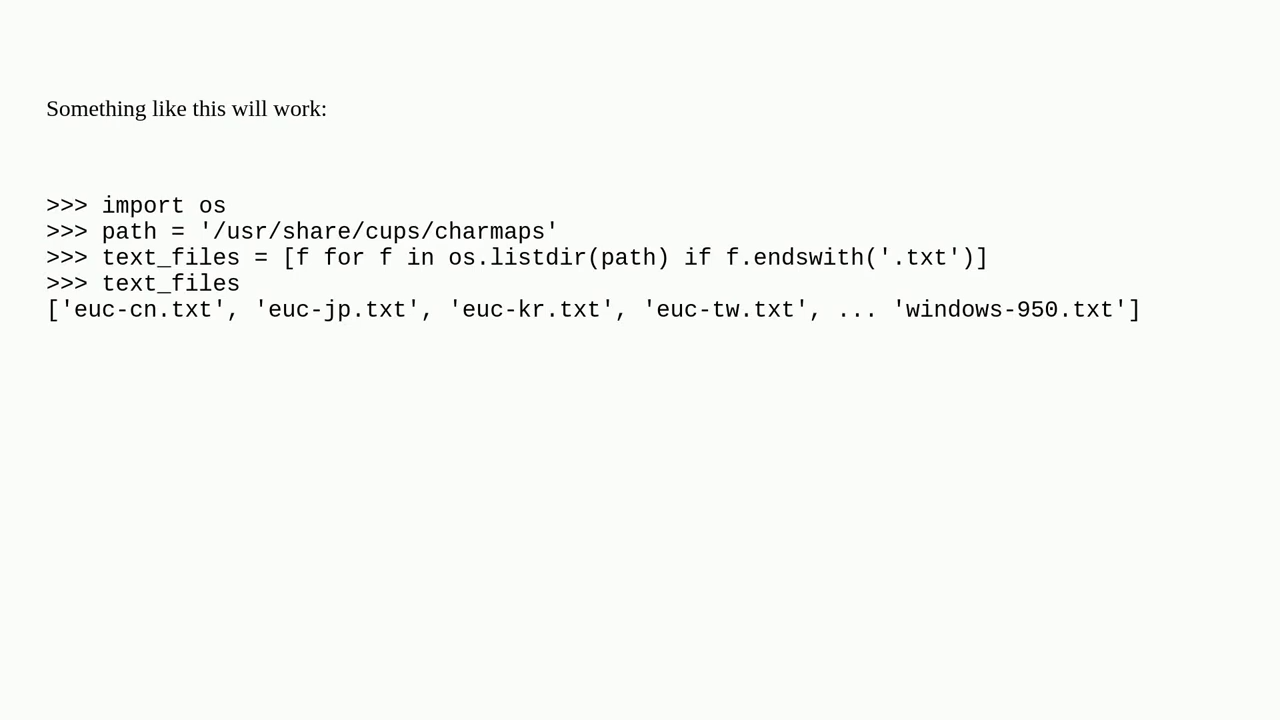 Something like this will work:
>>> import os
>>> path = '/usr/share/cups/charmaps'
>>> text_files = [f for f in os.listdir(path) if f.endswith('.txt')]
>>> text_files
['euc-cn.txt', 'euc-jp.txt', 'euc-kr.txt', 'euc-tw.txt', ... 'windows-950.txt']